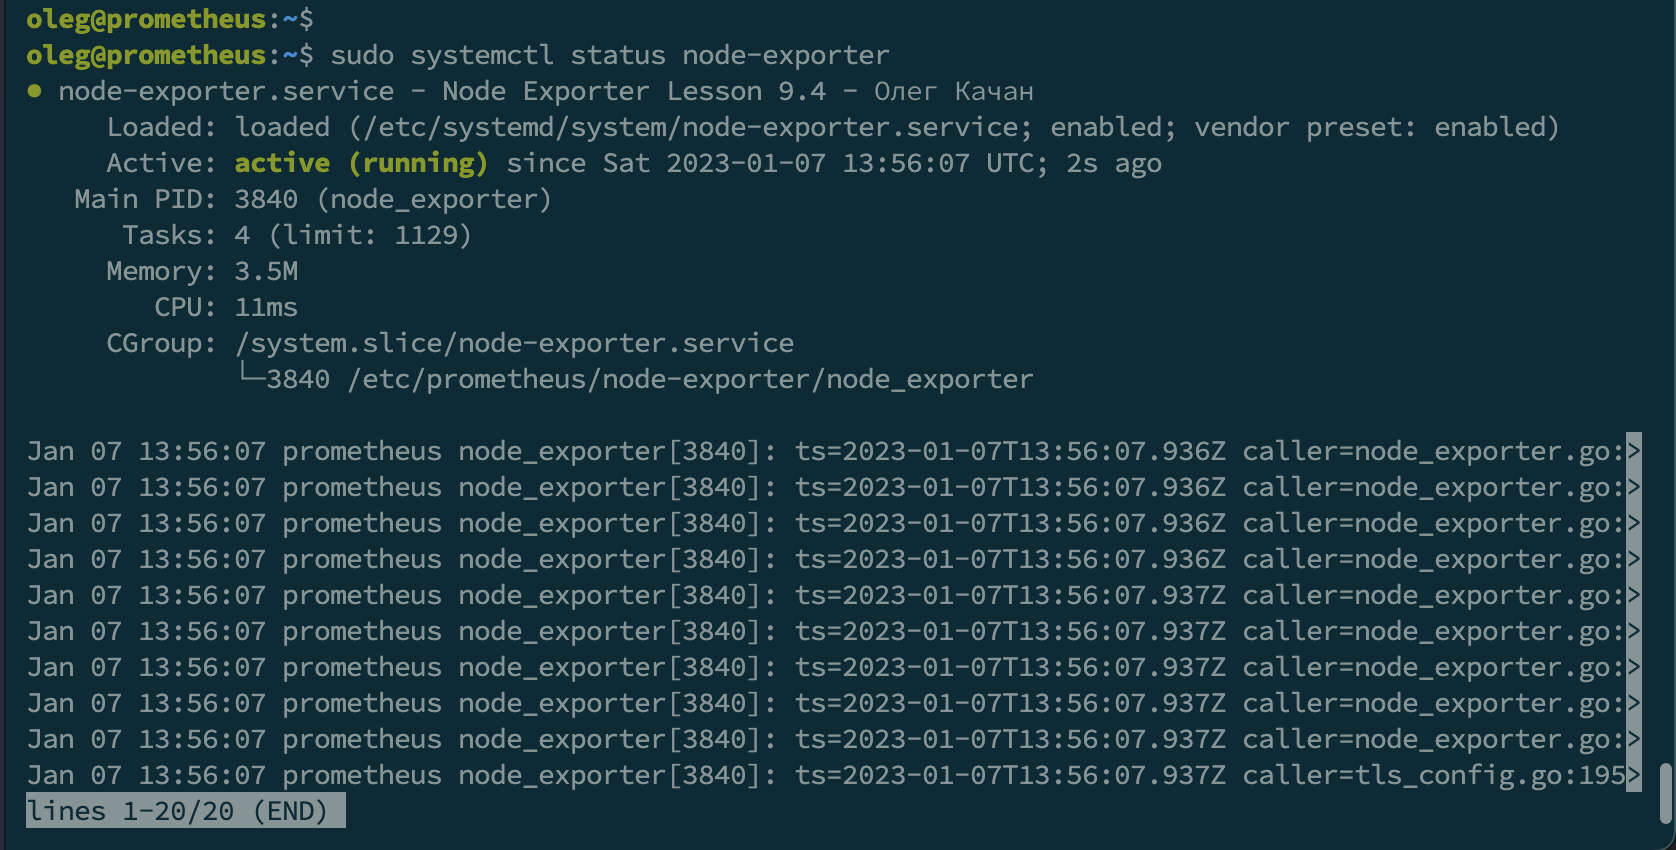 oleg@prometheus:~$
oleg@prometheus:~$ sudo systemctl status node-exporter
● node-exporter.service - Node Exporter Lesson 9.4 - Олег Качан
     Loaded: loaded (/etc/systemd/system/node-exporter.service; enabled; vendor preset: enabled)
     Active: active (running) since Sat 2023-01-07 13:56:07 UTC; 2s ago
   Main PID: 3840 (node_exporter)
      Tasks: 4 (limit: 1129)
     Memory: 3.5M
        CPU: 11ms
     CGroup: /system.slice/node-exporter.service
             └─3840 /etc/prometheus/node-exporter/node_exporter

Jan 07 13:56:07 prometheus node_exporter[3840]: ts=2023-01-07T13:56:07.936Z caller=node_exporter.go:>
Jan 07 13:56:07 prometheus node_exporter[3840]: ts=2023-01-07T13:56:07.936Z caller=node_exporter.go:>
Jan 07 13:56:07 prometheus node_exporter[3840]: ts=2023-01-07T13:56:07.936Z caller=node_exporter.go:>
Jan 07 13:56:07 prometheus node_exporter[3840]: ts=2023-01-07T13:56:07.936Z caller=node_exporter.go:>
Jan 07 13:56:07 prometheus node_exporter[3840]: ts=2023-01-07T13:56:07.937Z caller=node_exporter.go:>
Jan 07 13:56:07 prometheus node_exporter[3840]: ts=2023-01-07T13:56:07.937Z caller=node_exporter.go:>
Jan 07 13:56:07 prometheus node_exporter[3840]: ts=2023-01-07T13:56:07.937Z caller=node_exporter.go:>
Jan 07 13:56:07 prometheus node_exporter[3840]: ts=2023-01-07T13:56:07.937Z caller=node_exporter.go:>
Jan 07 13:56:07 prometheus node_exporter[3840]: ts=2023-01-07T13:56:07.937Z caller=node_exporter.go:>
Jan 07 13:56:07 prometheus node_exporter[3840]: ts=2023-01-07T13:56:07.937Z caller=tls_config.go:195>
lines 1-20/20 (END)